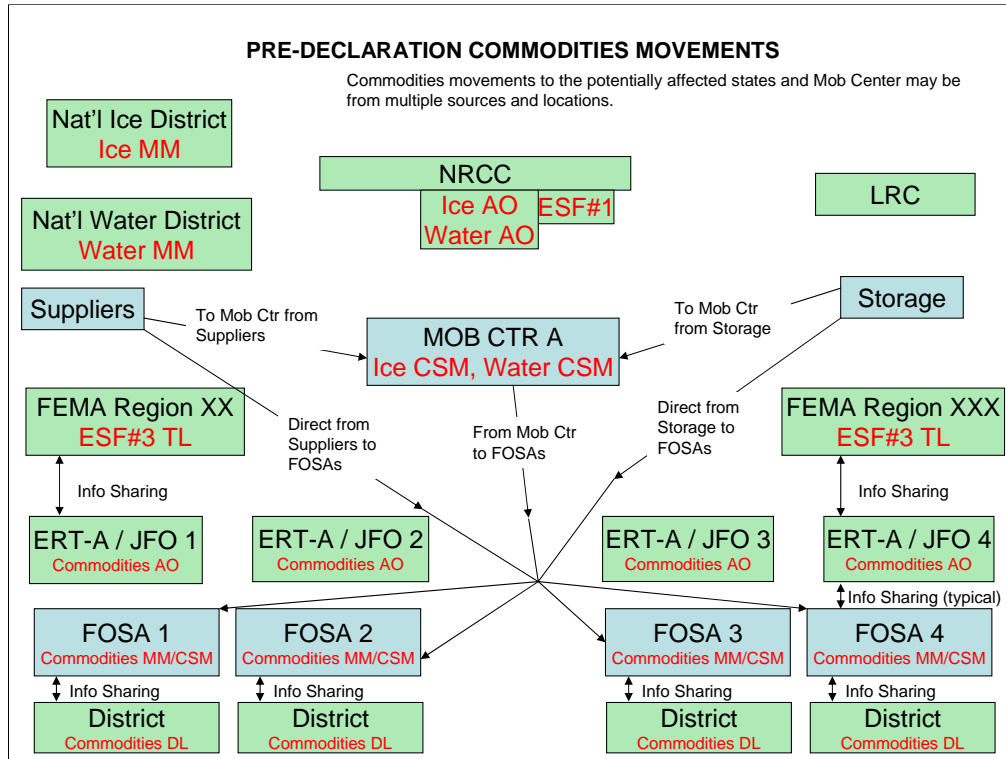 PRE-DECLARATION COMMODITIES MOVEMENTS
Commodities movements to the potentially affected states and Mob Center may be
from multiple sources and locations.
Nat'l Ice District
Ice MM
NRCC
Ice AO
Water AO
ESF#1
LRC
Nat'l Water District
Water MM
Suppliers
To Mob Ctr from
Suppliers
MOB CTR A
Ice CSM, Water CSM
To Mob Ctr
from Storage
Storage
FEMA Region XX
ESF#3 TL
Direct from
Suppliers to
FOSAs
From Mob Ctr
to FOSAs
Direct from
Storage to
FOSAs
FEMA Region XXX
ESF#3 TL
Info Sharing
Info Sharing
ERT-A / JFO 1
Commodities AO
ERT-A / JFO 2
Commodities AO
ERT-A / JFO 3
Commodities AO
ERT-A / JFO 4
Commodities AO
Info Sharing (typical)
FOSA 1
Commodities MM/CSM
FOSA 2
Commodities MM/CSM
FOSA 3
Commodities MM/CSM
FOSA 4
Commodities MM/CSM
Info Sharing
Info Sharing
Info Sharing
Info Sharing
District
Commodities DL
District
Commodities DL
District
Commodities DL
District
Commodities DL